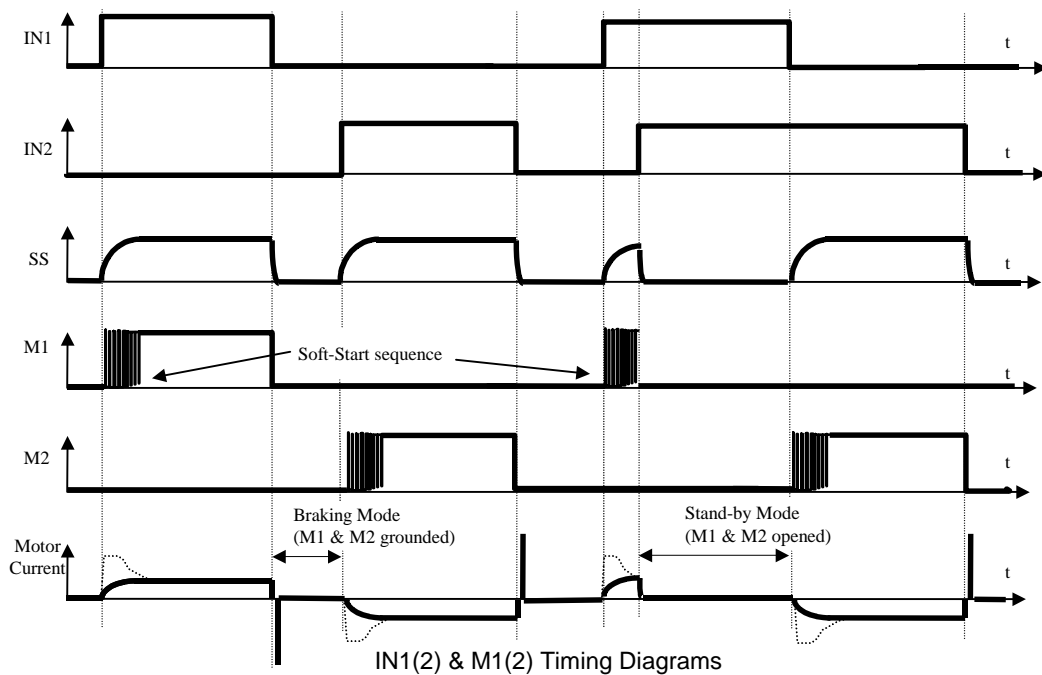 IN1
t
IN2
t
SS
t
M1
Soft-Start sequence
t
M2
t
Braking Mode
(M1 & M2 grounded)
Stand-by Mode
(M1 & M2 opened)
Motor
Current
t
IN1(2) & M1(2) Timing Diagrams